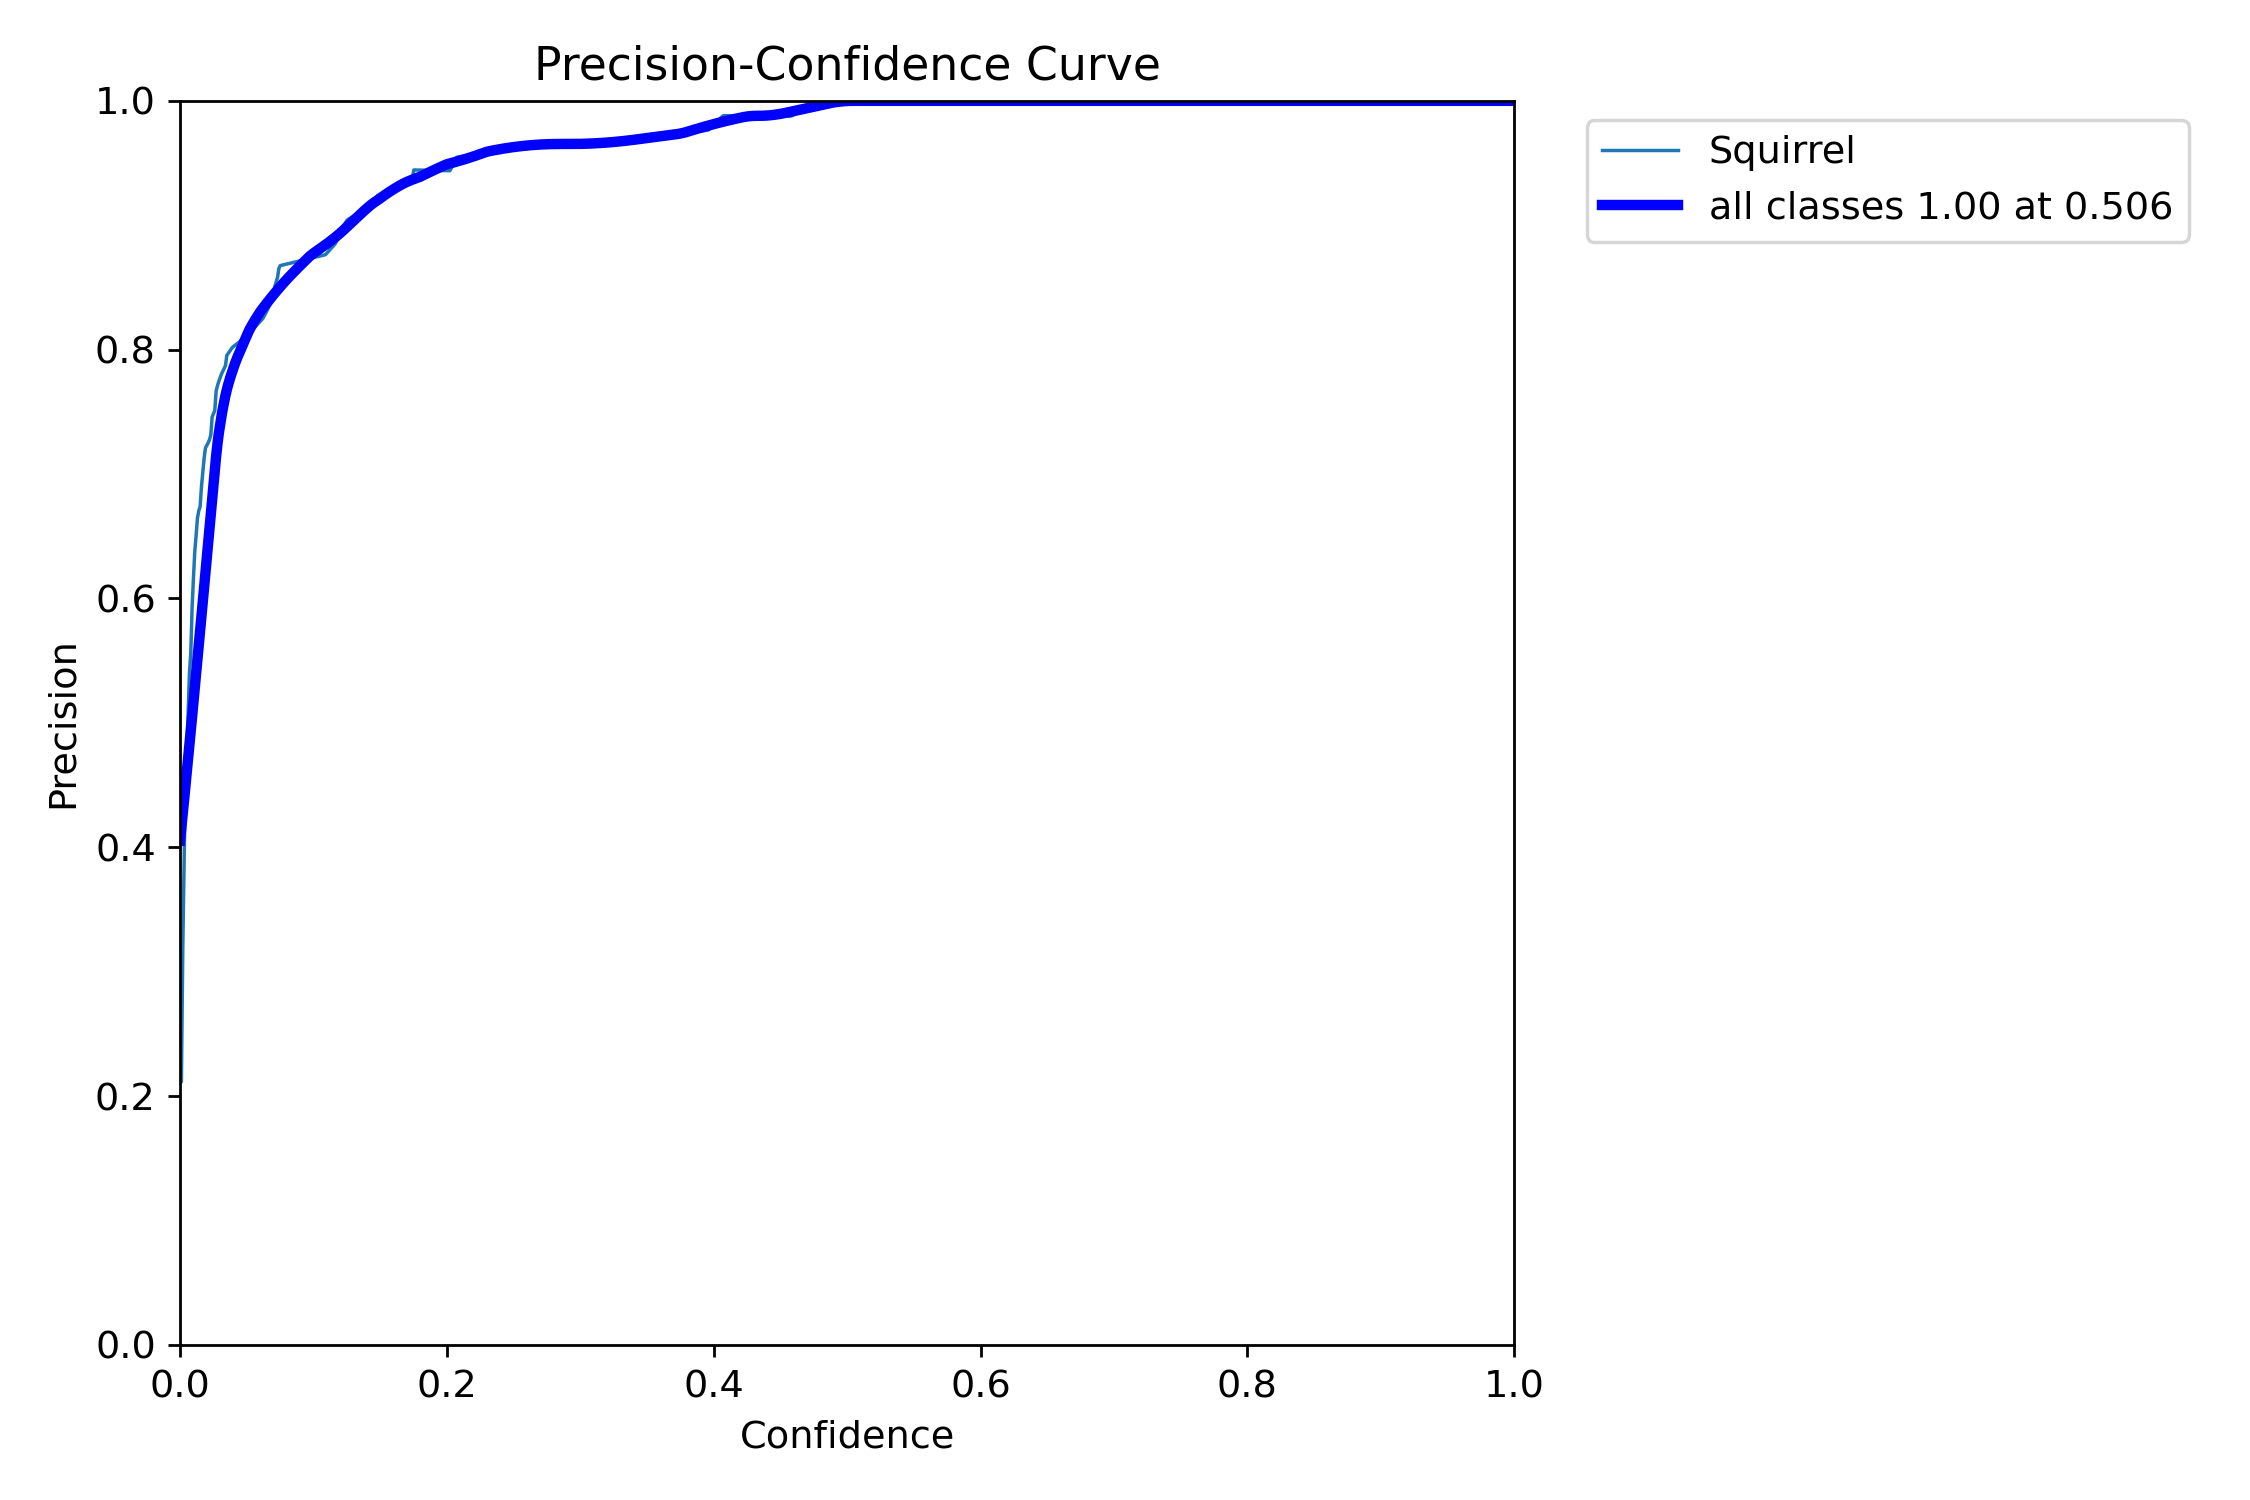 Precision-Confidence Curve
Squirrel
all classes 1.00 at 0.506
Precision
1.0
0.8
0.6
0.4
0.2
0.0
0.0 0.2 0.4 0.6 0.8 1.0
Confidence